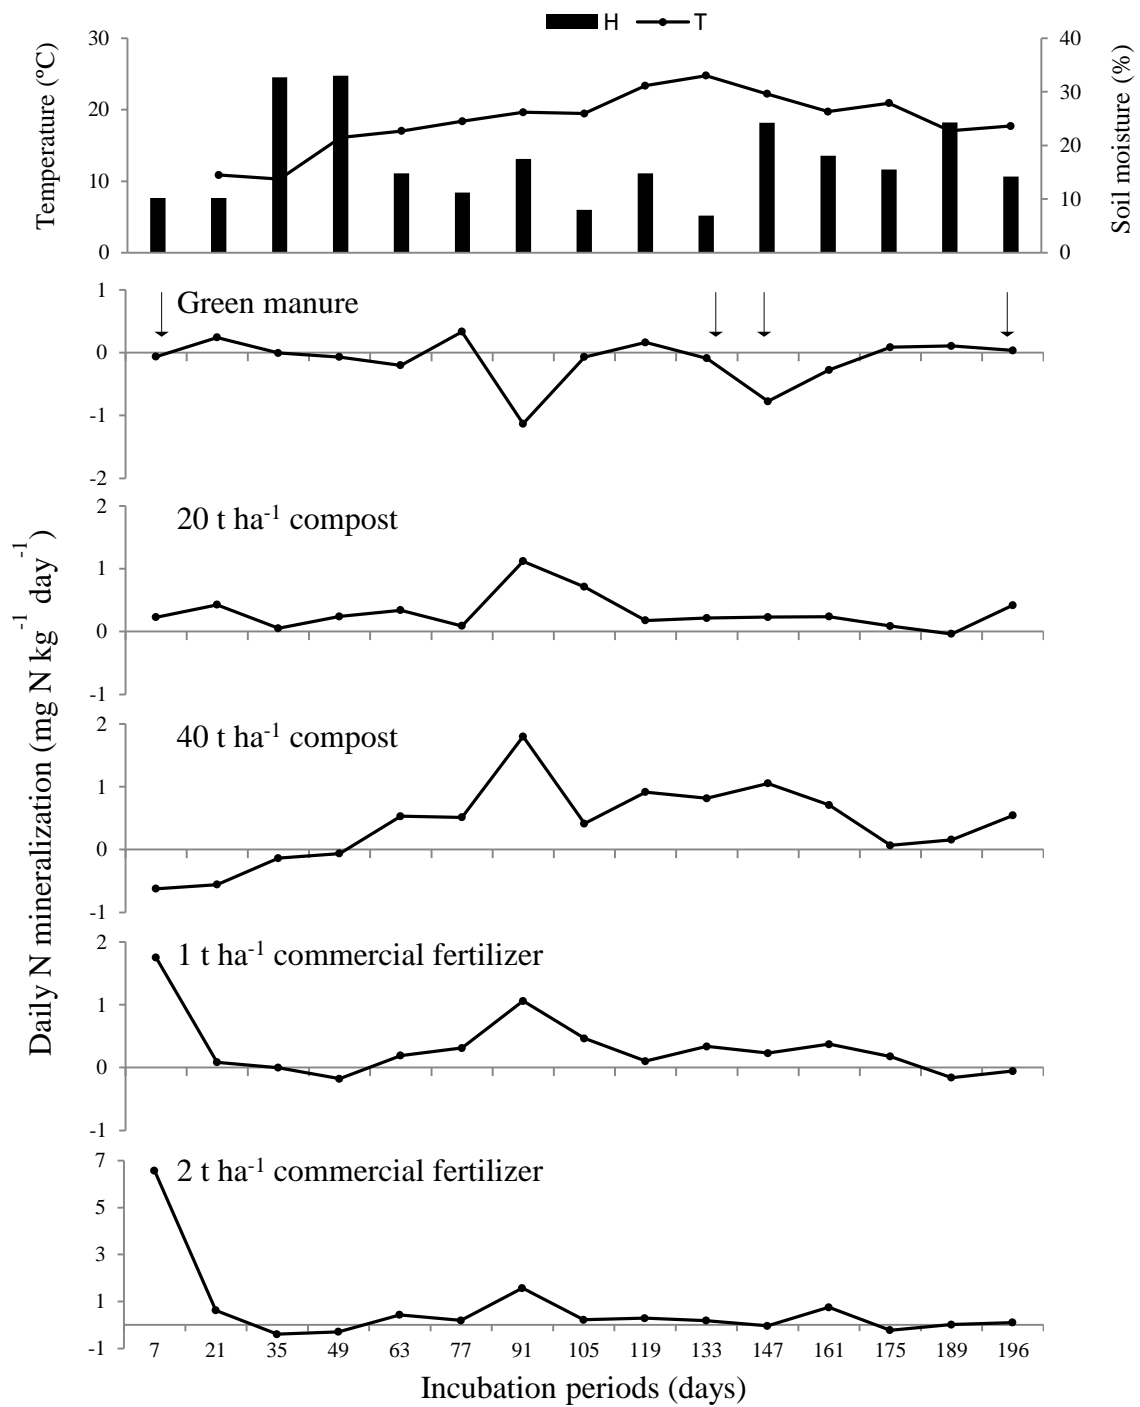 H T
30 40
Temperature (ºC)
20 30
20
10 10
0 0
Soil moisture (%)
Daily N mineralization (mg N kg⁻¹ day⁻¹)
1
Green manure
0
-1
-2
2
20 t ha⁻¹ compost
1
0
-1
2
40 t ha⁻¹ compost
1
0
-1
2
1 t ha⁻¹ commercial fertilizer
1
0
-1
7
2 t ha⁻¹ commercial fertilizer
5
3
1
-1
7 21 35 49 63 77 91 105 119 133 147 161 175 189 196
Incubation periods (days)